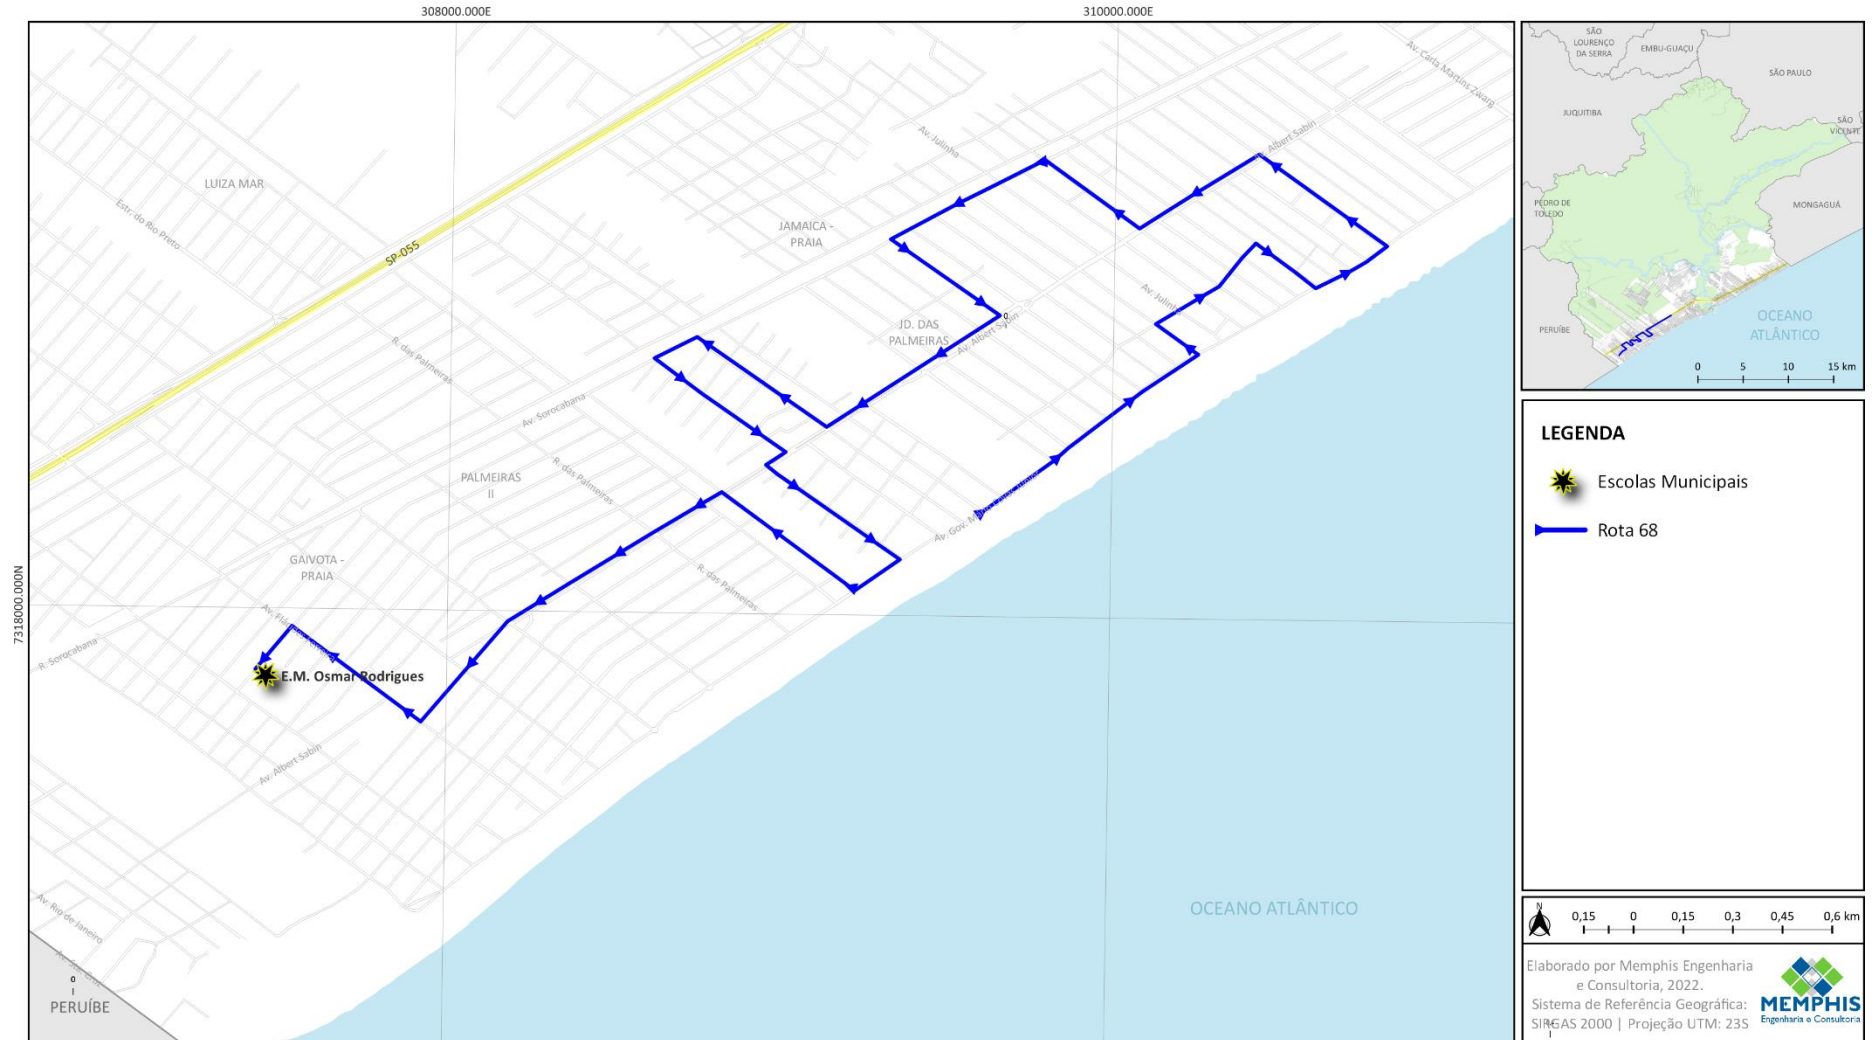 308000.000E
310000.000E
7318000.000N
Av. Carla Martins Zwarg
Av. Julinha
Av. Albert Sabin
LUIZA MAR
Estr. do Rio Preto
SP-055
JAMAICA -
PRAIA
Av. Julinha
JD. DAS
PALMEIRAS
Av. Albert Sabin
R. das Palmeiras
Av. Sorocabana
PALMEIRAS
II
R. das Palmeiras
Av. Gov.
GAIVOTA -
PRAIA
R. das Palmeiras
R. Sorocabana
E.M. Osmar Rodrigues
Av. Albert Sabin
Av. Rio de Janeiro
PERUÍBE
OCEANO ATLÂNTICO
SÃO
LOURENÇO
DA SERRA
EMBU-GUAÇU
SÃO PAULO
JUQUITIBA
SÃO
VICENTE
PEDRO DE
TOLEDO
MONGAGUÁ
PERUÍBE
OCEANO
ATLÂNTICO
0 5 10 15 km
LEGENDA
Escolas Municipais
Rota 68
N
0,15 0 0,15 0,3 0,45 0,6 km
Elaborado por Memphis Engenharia
e Consultoria, 2022.
Sistema de Referência Geográfica:
SIRGAS 2000 | Projeção UTM: 23S
MEMPHIS
Engenharia e Consultoria